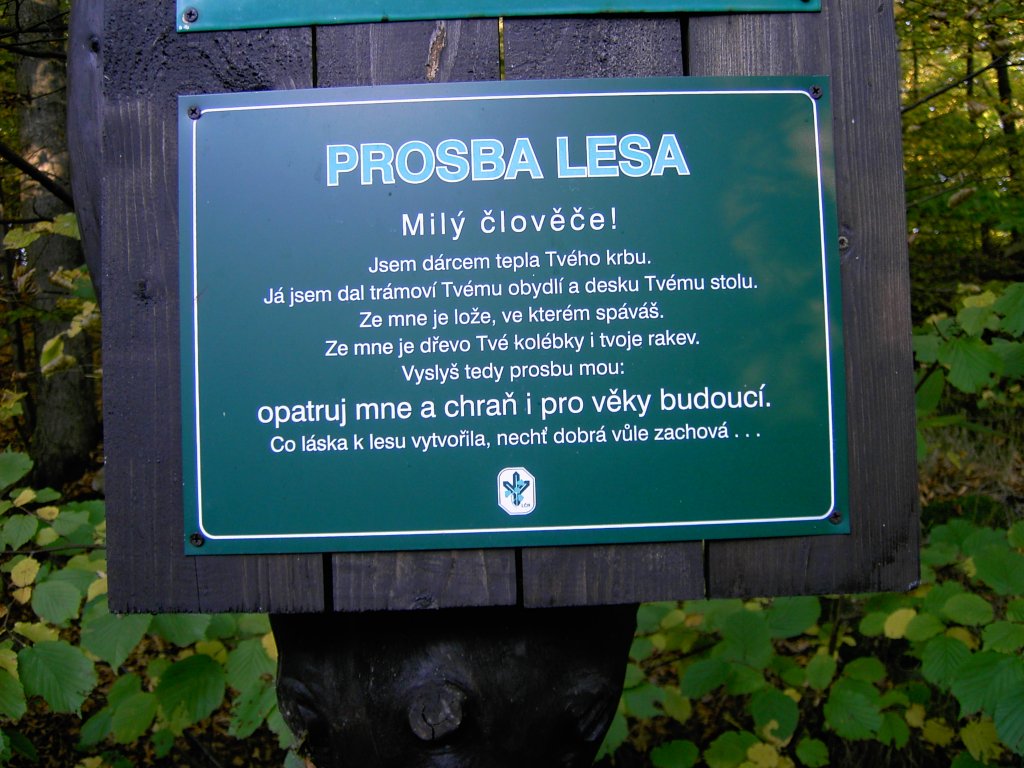 PROSBA LESA
Milý člověče!
Jsem dárcem tepla Tvého krbu.
Já jsem dal trámoví Tvému obydlí a desku Tvému stolu.
Ze mne je lože, ve kterém spáváš.
Ze mne je dřevo Tvé kolébky i tvoje rakev.
Vyslyš tedy prosbu mou:
opatruj mne a chraň i pro věky budoucí.
Co láska k lesu vytvořila, nechť dobrá vůle zachová . . .
LČR